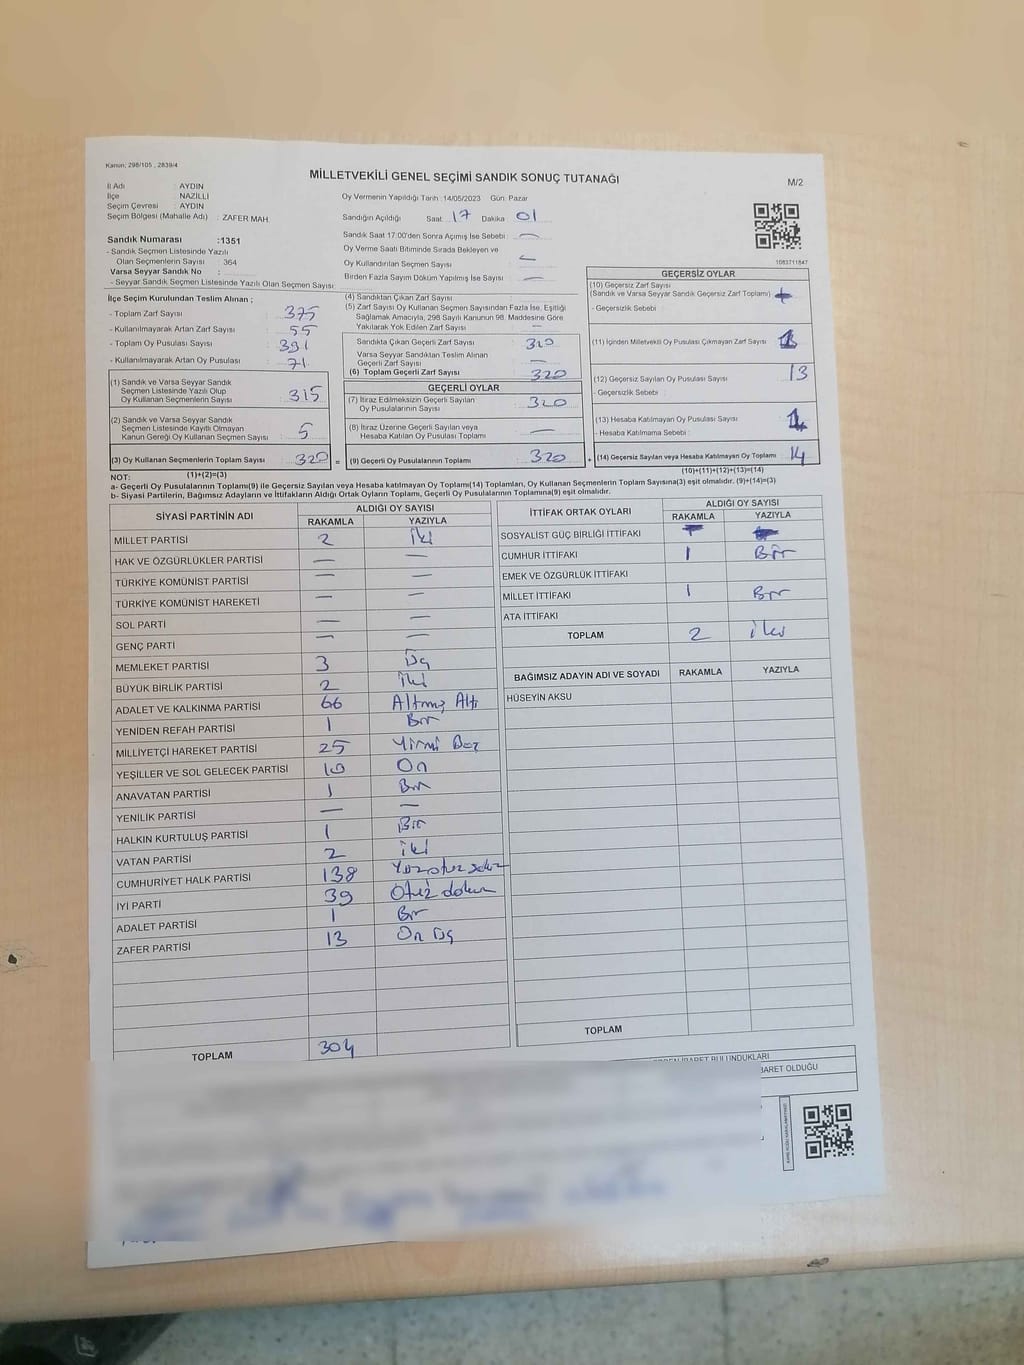 Kanun; 298/105 , 2839/4
MİLLETVEKİLİ GENEL SEÇİMİ SANDIK SONUÇ TUTANAĞI
M/2
İl Adı : AYDIN
İlçe : NAZİLLİ
Seçim Çevresi : AYDIN
Seçim Bölgesi (Mahalle Adı) : ZAFER MAH
Oy Vermenin Yapıldığı Tarih :14/05/2023 Gün: Pazar
Sandığın Açıldığı Saat 17 Dakika 01
Sandık Saat 17:00'den Sonra Açılmış İse Sebebi : —
Oy Verme Saati Bitiminde Sırada Bekleyen ve
Oy Kullandırılan Seçmen Sayısı —
Birden Fazla Sayım Döküm Yapılmış İse Sayısı —
1083711847
Sandık Numarası :1351
- Sandık Seçmen Listesinde Yazılı
Olan Seçmenlerin Sayısı : 364
Varsa Seyyar Sandık No :
- Seyyar Sandık Seçmen Listesinde Yazılı Olan Seçmen Sayısı:
İlçe Seçim Kurulundan Teslim Alınan ;
- Toplam Zarf Sayısı : 375
- Kullanılmayarak Artan Zarf Sayısı : 55
- Toplam Oy Pusulası Sayısı : 391
- Kullanılmayarak Artan Oy Pusulası : 71
(1) Sandık ve Varsa Seyyar Sandık
Seçmen Listesinde Yazılı Olup
Oy Kullanan Seçmenlerin Sayısı : 315
(2) Sandık ve Varsa Seyyar Sandık
Seçmen Listesinde Kayıtlı Olmayan
Kanun Gereği Oy Kullanan Seçmen Sayısı : 5
(3) Oy Kullanan Seçmenlerin Toplam Sayısı : 320
(1)+(2)=(3)
(4) Sandıktan Çıkan Zarf Sayısı
(5) Zarf Sayısı Oy Kullanan Seçmen Sayısından Fazla İse, Eşitliği
Sağlamak Amacıyla, 298 Sayılı Kanunun 98. Maddesine Göre
Yakılarak Yok Edilen Zarf Sayısı —
Sandıkta Çıkan Geçerli Zarf Sayısı 320
Varsa Seyyar Sandıktan Teslim Alınan
Geçerli Zarf Sayısı : —
(6) Toplam Geçerli Zarf Sayısı : 320
GEÇERLİ OYLAR
(7) İtiraz Edilmeksizin Geçerli Sayılan
Oy Pusulalarının Sayısı : 320
(8) İtiraz Üzerine Geçerli Sayılan veya
Hesaba Katılan Oy Pusulası Toplamı : —
= (9) Geçerli Oy Pusulalarının Toplamı : 320
GEÇERSİZ OYLAR
(10) Geçersiz Zarf Sayısı
(Sandık ve Varsa Seyyar Sandık Geçersiz Zarf Toplamı)
- Geçersizlik Sebebi :
(11) İçinden Milletvekili Oy Pusulası Çıkmayan Zarf Sayısı :
(12) Geçersiz Sayılan Oy Pusulası Sayısı : 13
- Geçersizlik Sebebi:
(13) Hesaba Katılmayan Oy Pusulası Sayısı :
- Hesaba Katılmama Sebebi :
+ (14) Geçersiz Sayılan veya Hesaba Katılmayan Oy Toplamı : 14
(10)+(11)+(12)+(13)=(14)
NOT:
a- Geçerli Oy Pusulalarının Toplamı(9) ile Geçersiz Sayılan veya Hesaba katılmayan Oy Toplamı(14) Toplamları, Oy Kullanan Seçmenlerin Toplam Sayısına(3) eşit olmalıdır. (9)+(14)=(3)
b- Siyasi Partilerin, Bağımsız Adayların ve İttifakların Aldığı Ortak Oyların Toplamı, Geçerli Oy Pusulalarının Toplamına(9) eşit olmalıdır.
SİYASİ PARTİNİN ADI ALDIĞI OY SAYISI
RAKAMLA YAZIYLA
MİLLET PARTİSİ 2 iki
HAK VE ÖZGÜRLÜKLER PARTİSİ — —
TÜRKİYE KOMÜNİST PARTİSİ — —
TÜRKİYE KOMÜNİST HAREKETİ — —
SOL PARTİ — —
GENÇ PARTİ — —
MEMLEKET PARTİSİ 3 Üç
BÜYÜK BİRLİK PARTİSİ 2 iki
ADALET VE KALKINMA PARTİSİ 66 Altmış Altı
YENİDEN REFAH PARTİSİ 1 Bir
MİLLİYETÇİ HAREKET PARTİSİ 25 Yirmi Beş
YEŞİLLER VE SOL GELECEK PARTİSİ 10 On
ANAVATAN PARTİSİ 1 Bir
YENİLİK PARTİSİ — —
HALKIN KURTULUŞ PARTİSİ 1 Bir
VATAN PARTİSİ 2 iki
CUMHURİYET HALK PARTİSİ 138 Yüzotuzsekiz
İYİ PARTİ 39 Otuz dokuz
ADALET PARTİSİ 1 Bir
ZAFER PARTİSİ 13 On Üç
TOPLAM 304
İTTİFAK ORTAK OYLARI ALDIĞI OY SAYISI
RAKAMLA YAZIYLA
SOSYALİST GÜÇ BİRLİĞİ İTTİFAKI
CUMHUR İTTİFAKI 1 Bir
EMEK VE ÖZGÜRLÜK İTTİFAKI
MİLLET İTTİFAKI 1 Bir
ATA İTTİFAKI
TOPLAM 2 iki
BAĞIMSIZ ADAYIN ADI VE SOYADI RAKAMLA YAZIYLA
HÜSEYİN AKSU
TOPLAM
BULUNDUKLARI
BARET OLDUĞU